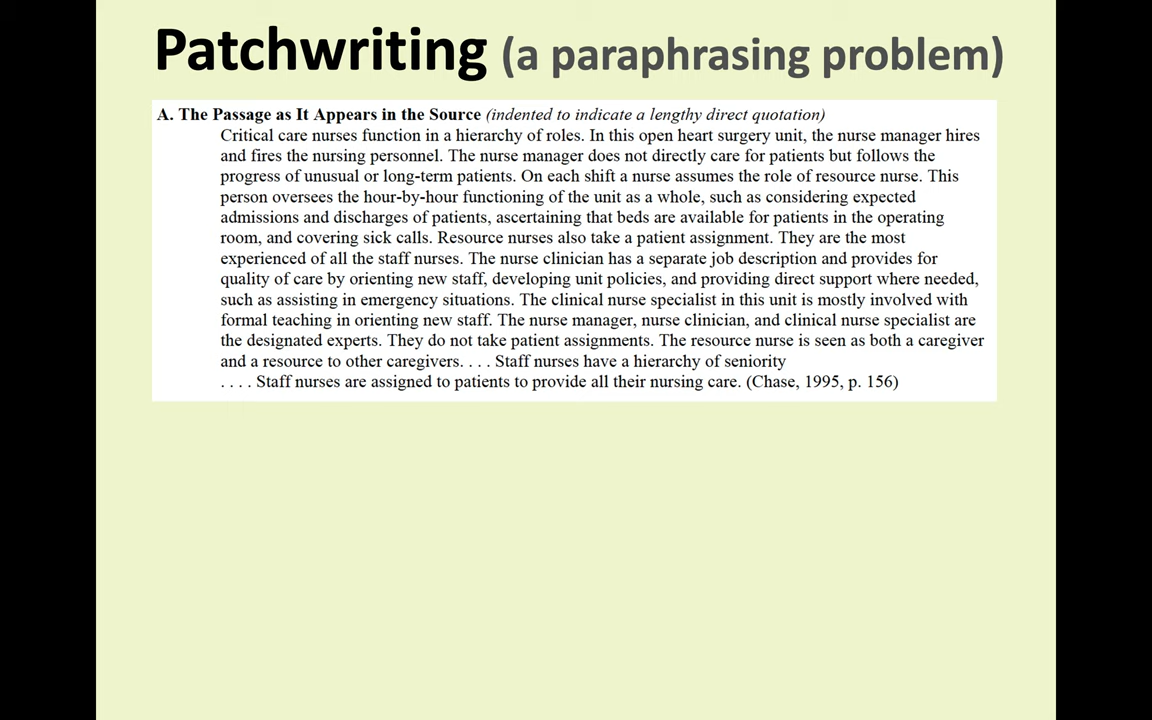 Patchwriting (a paraphrasing problem)
A. The Passage as It Appears in the Source (indented to indicate a lengthy direct quotation)
Critical care nurses function in a hierarchy of roles. In this open heart surgery unit, the nurse manager hires
and fires the nursing personnel. The nurse manager does not directly care for patients but follows the
progress of unusual or long-term patients. On each shift a nurse assumes the role of resource nurse. This
person oversees the hour-by-hour functioning of the unit as a whole, such as considering expected
admissions and discharges of patients, ascertaining that beds are available for patients in the operating
room, and covering sick calls. Resource nurses also take a patient assignment. They are the most
experienced of all the staff nurses. The nurse clinician has a separate job description and provides for
quality of care by orienting new staff, developing unit policies, and providing direct support where needed,
such as assisting in emergency situations. The clinical nurse specialist in this unit is mostly involved with
formal teaching in orienting new staff. The nurse manager, nurse clinician, and clinical nurse specialist are
the designated experts. They do not take patient assignments. The resource nurse is seen as both a caregiver
and a resource to other caregivers. . . . Staff nurses have a hierarchy of seniority
. . . . Staff nurses are assigned to patients to provide all their nursing care. (Chase, 1995, p. 156)